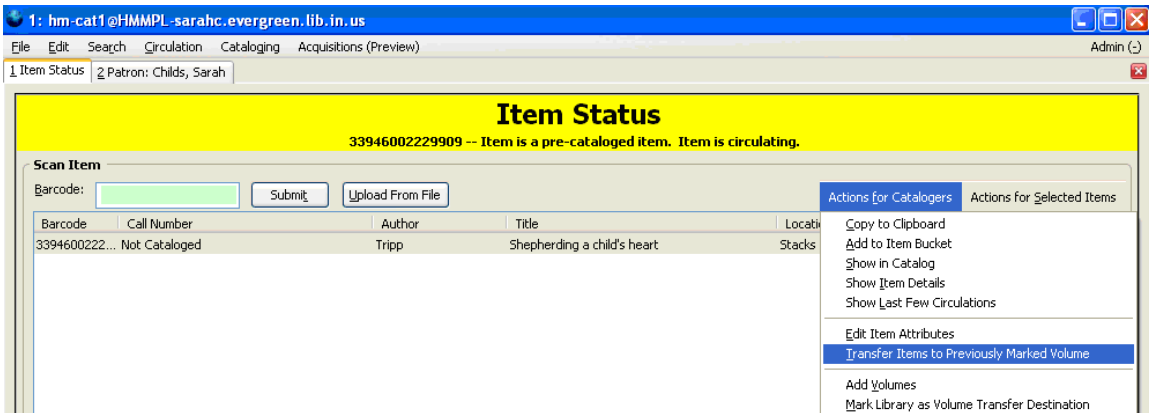 1: hm-cat1@HMMPL-sarahc.evergreen.lib.in.us
File Edit Search Circulation Cataloging Acquisitions (Preview) Admin (-)
1 Item Status 2 Patron: Childs, Sarah
Item Status
33946002229909 -- Item is a pre-cataloged item. Item is circulating.
Scan Item
Barcode: Submit Upload From File Actions for Catalogers Actions for Selected Items
Barcode Call Number Author Title Locati
3394600222... Not Cataloged Tripp Shepherding a child's heart Stacks
Copy to Clipboard
Add to Item Bucket
Show in Catalog
Show Item Details
Show Last Few Circulations
Edit Item Attributes
Transfer Items to Previously Marked Volume
Add Volumes
Mark Library as Volume Transfer Destination